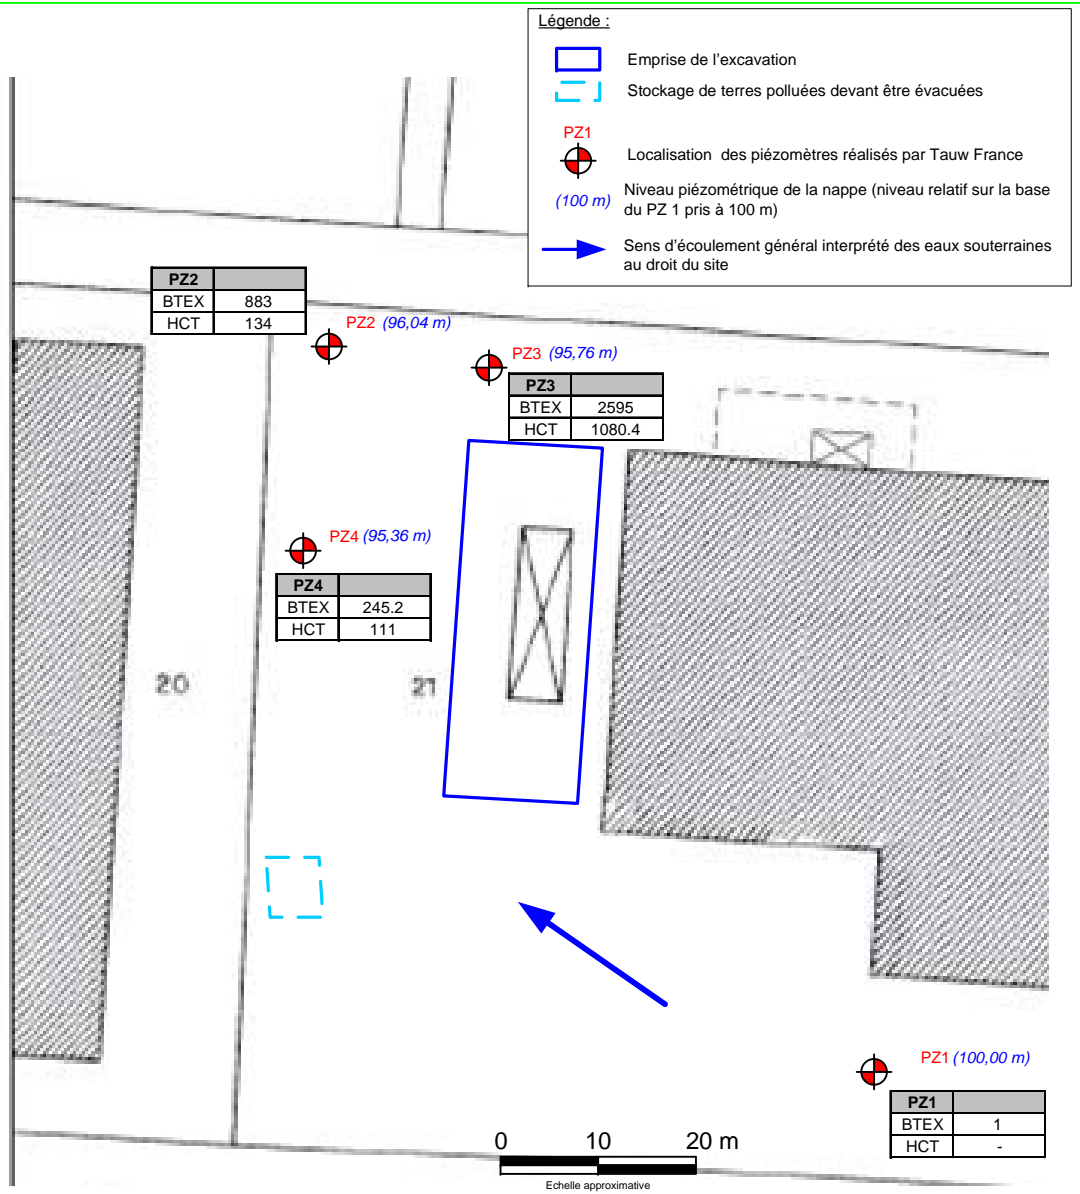 Légende :
Emprise de l'excavation
Stockage de terres polluées devant être évacuées
PZ1
Localisation des piézomètres réalisés par Tauw France
(100 m)
Niveau piézométrique de la nappe (niveau relatif sur la base
du PZ 1 pris à 100 m)
Sens d'écoulement général interprété des eaux souterraines
au droit du site
PZ2
BTEX 883
HCT 134
PZ2 (96,04 m)
PZ3 (95,76 m)
PZ3
BTEX 2595
HCT 1080.4
PZ4 (95,36 m)
PZ4
BTEX 245.2
HCT 111
20
21
PZ1 (100,00 m)
PZ1
BTEX 1
HCT -
0 10 20 m
Echelle approximative